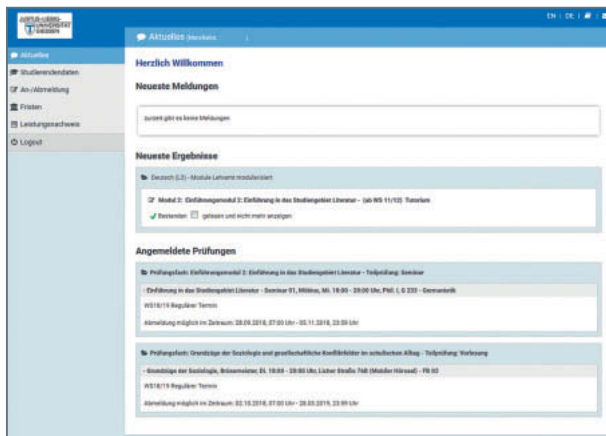 JUSTUS-LIEBIG-
UNIVERSITÄT
GIESSEN
EN | DE |
Aktuelles
Aktuelles
Studierendendaten
An-/Abmeldung
Fristen
Leistungsnachweis
Logout
Herzlich Willkommen
Neueste Meldungen
zurzeit gibt es keine Meldungen
Neueste Ergebnisse
Deutsch (L3) - Module Lehramt modularisiert
Modul 2: Einführungsmodul 2: Einführung in das Studiengebiet Literatur - (ab WS 11/12) Tutorium
Bestanden gelesen und nicht mehr anzeigen
Angemeldete Prüfungen
Prüfungsfach: Einführungsmodul 2: Einführung in das Studiengebiet Literatur - Teilprüfung: Seminar
- Einführung in das Studiengebiet Literatur - Seminar 01, Möbius, Mi. 18:00 - 20:00 Uhr, Phil. I, G 233 - Germanistik
WS18/19 Regulärer Termin
Abmeldung möglich im Zeitraum: 28.09.2018, 07:00 Uhr - 05.11.2018, 23:59 Uhr
Prüfungsfach: Grundzüge der Soziologie und gesellschaftliche Konfliktfelder im schulischen Alltag - Teilprüfung: Vorlesung
- Grundzüge der Soziologie, Brüsemeister, Di. 18:00 - 20:00 Uhr, Licher Straße 76B (Mobiler Hörsaal) - FB 03
WS18/19 Regulärer Termin
Abmeldung möglich im Zeitraum: 02.10.2018, 07:00 Uhr - 28.03.2019, 23:59 Uhr